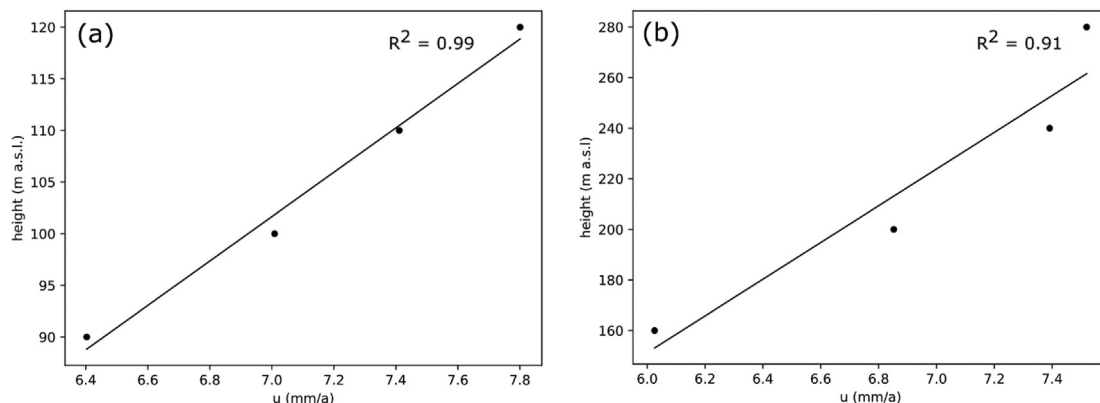 (a)
R² = 0.99
height (m a.s.l.)
120
115
110
105
100
95
90
6.4 6.6 6.8 7.0 7.2 7.4 7.6 7.8
u (mm/a)
(b)
R² = 0.91
height (m a.s.l)
280
260
240
220
200
180
160
6.0 6.2 6.4 6.6 6.8 7.0 7.2 7.4
u (mm/a)